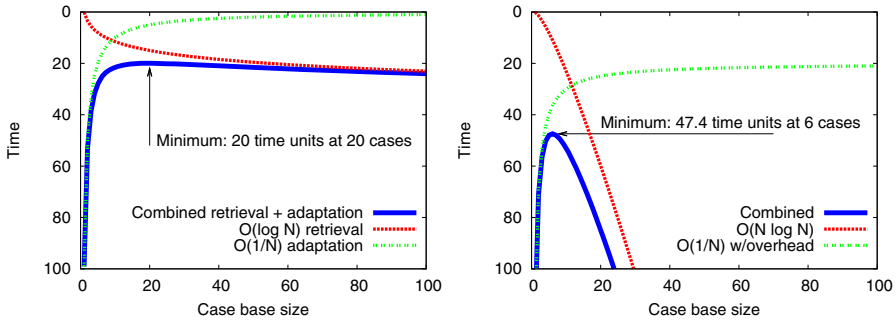 0
20
40
60
80
100
Time
Minimum: 20 time units at 20 cases
Combined retrieval + adaptation
O(log N) retrieval
O(1/N) adaptation
0 20 40 60 80 100
Case base size
0
20
40
60
80
100
Time
Minimum: 47.4 time units at 6 cases
Combined
O(N log N)
O(1/N) w/overhead
0 20 40 60 80 100
Case base size